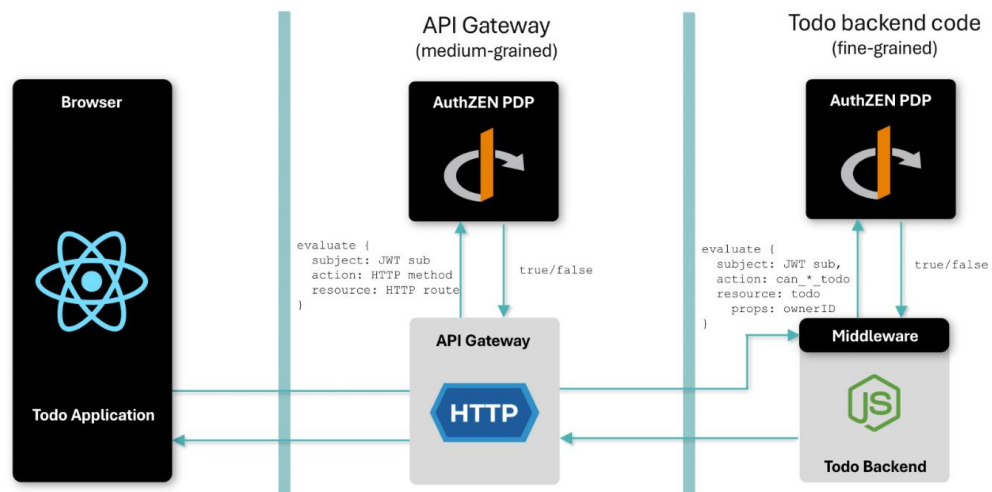 API Gateway
(medium-grained)
Todo backend code
(fine-grained)
Browser
AuthZEN PDP
AuthZEN PDP
evaluate {
subject: JWT sub
action: HTTP method
resource: HTTP route
}
true/false
evaluate {
subject: JWT sub,
action: can_*_todo
resource: todo
props: ownerID
}
true/false
API Gateway
Middleware
HTTP
JS
Todo Application
Todo Backend